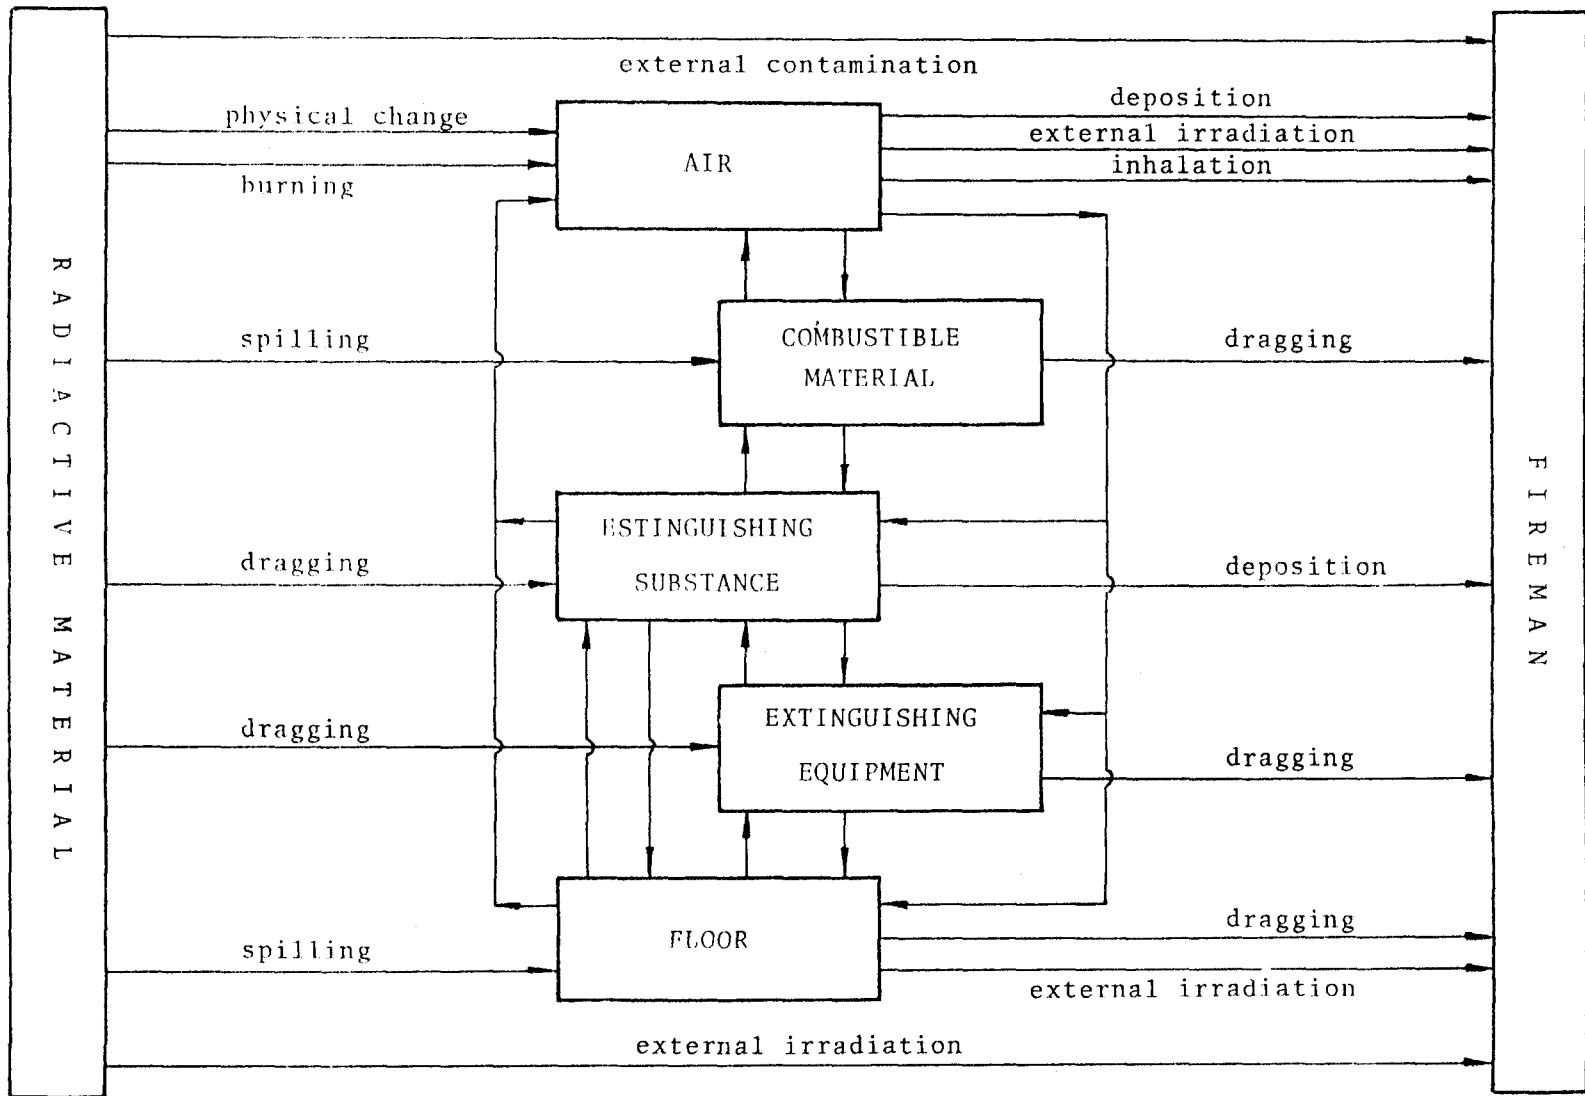 external contamination
physical change
burning
AIR
deposition
external irradiation
inhalation
RADIACTIVE MATERIAL
spilling
COMBUSTIBLE
MATERIAL
dragging
dragging
ESTINGUISHING
SUBSTANCE
deposition
FIREMAN
dragging
EXTINGUISHING
EQUIPMENT
dragging
spilling
FLOOR
dragging
external irradiation
external irradiation